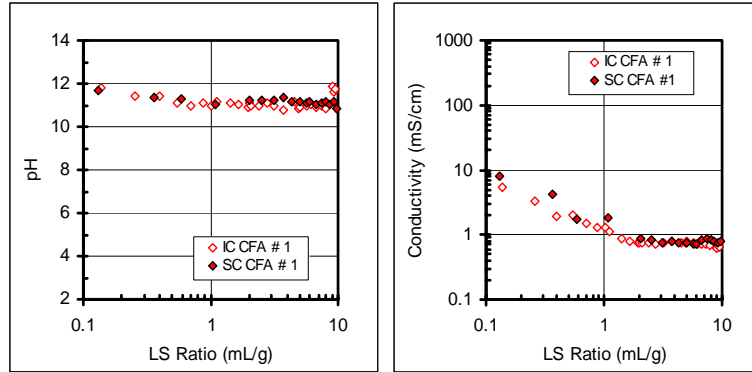 14
12
10
8
6
4
2
pH
IC CFA # 1
SC CFA # 1
0.1 1 10
LS Ratio (mL/g)
1000
100
10
1
0.1
Conductivity (mS/cm)
IC CFA # 1
SC CFA #1
0.1 1 10
LS Ratio (mL/g)